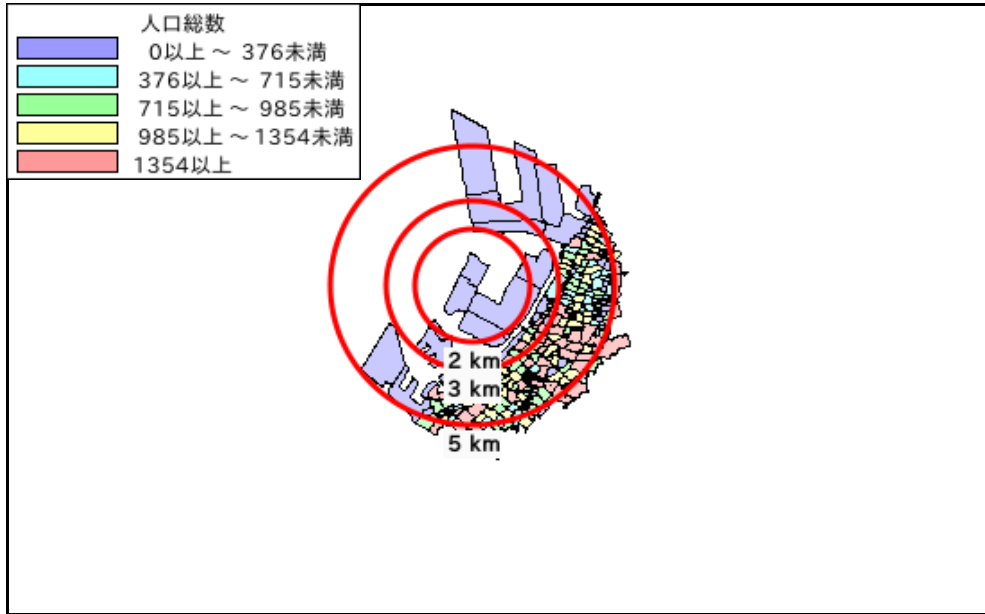 人口総数
0以上 ～ 376未満
376以上 ～ 715未満
715以上 ～ 985未満
985以上 ～ 1354未満
1354以上
2 km
3 km
5 km